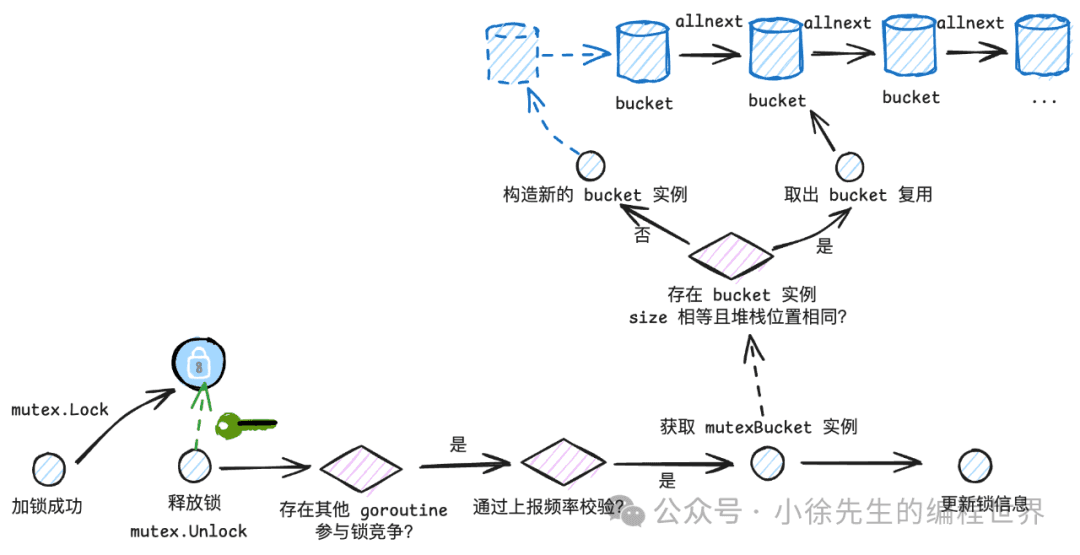 allnext
allnext
allnext
bucket
bucket
bucket
...
构造新的 bucket 实例
取出 bucket 复用
否
是
存在 bucket 实例
size 相等且堆栈位置相同?
mutex.Lock
获取 mutexBucket 实例
是
是
加锁成功
释放锁
mutex.Unlock
存在其他 goroutine
参与锁竞争?
通过上报频率校验?
更新锁信息
公众号 · 小徐先生的编程世界